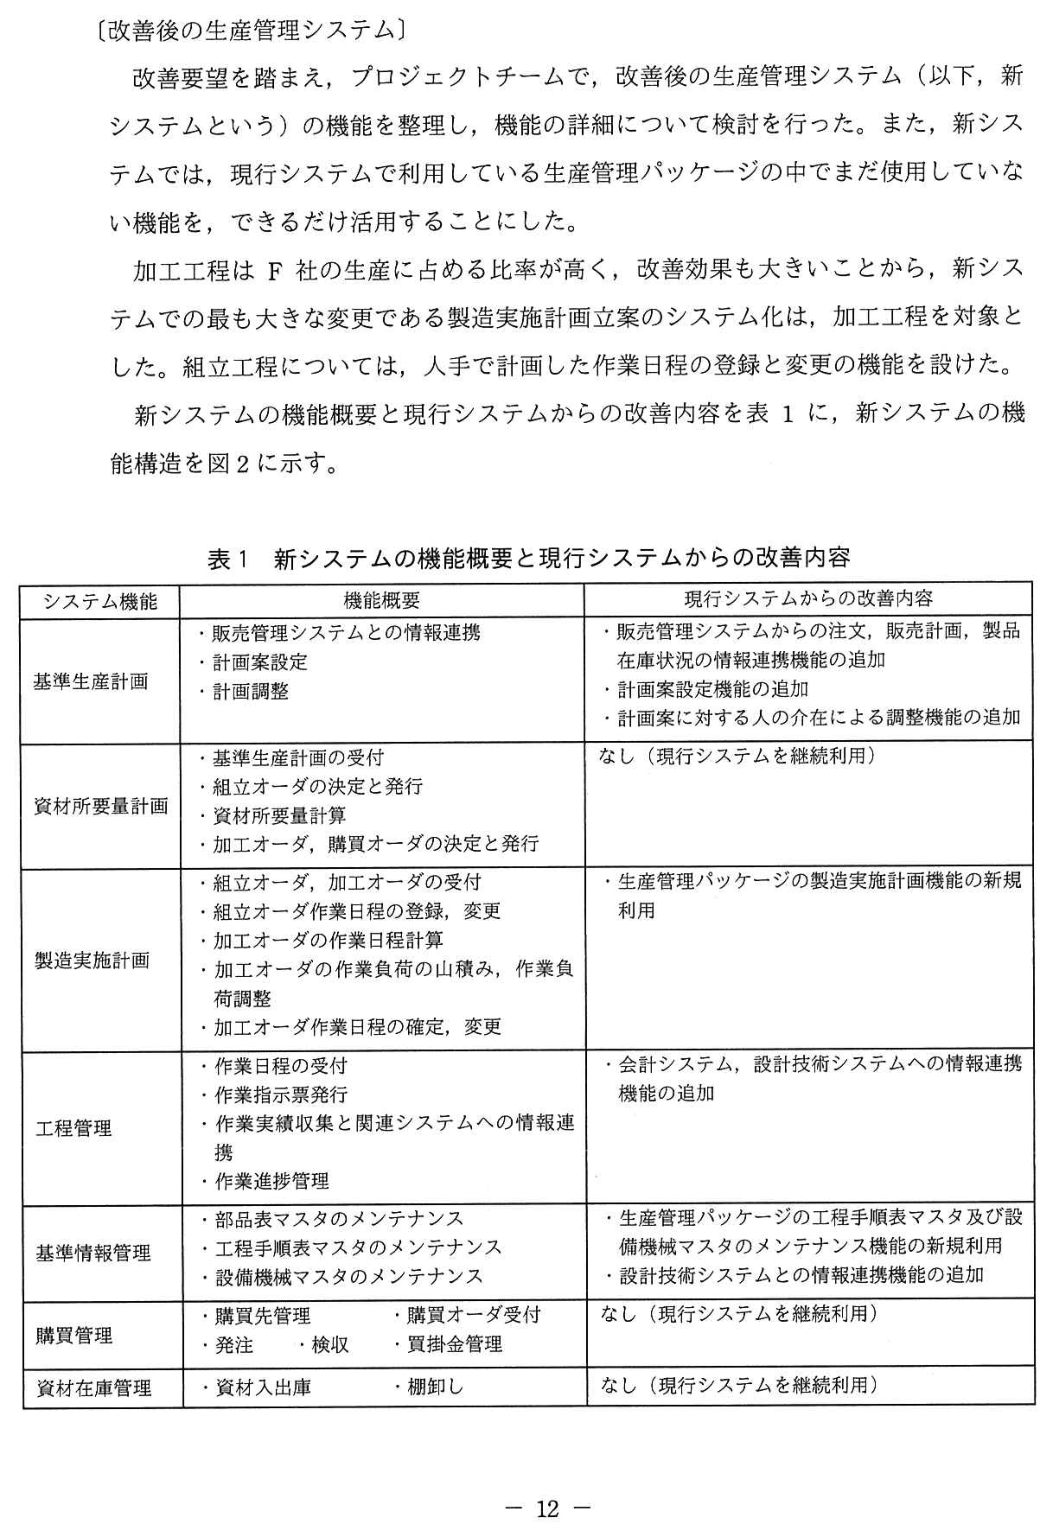 〔改善後の生産管理システム〕
改善要望を踏まえ，プロジェクトチームで，改善後の生産管理システム（以下，新
システムという）の機能を整理し，機能の詳細について検討を行った。また，新シス
テムでは，現行システムで利用している生産管理パッケージの中でまだ使用していな
い機能を，できるだけ活用することにした。
加工工程は F 社の生産に占める比率が高く，改善効果も大きいことから，新シス
テムでの最も大きな変更である製造実施計画立案のシステム化は，加工工程を対象と
した。組立工程については，人手で計画した作業日程の登録と変更の機能を設けた。
新システムの機能概要と現行システムからの改善内容を表 1 に，新システムの機
能構造を図 2 に示す。
表 1 新システムの機能概要と現行システムからの改善内容
システム機能 機能概要 現行システムからの改善内容
基準生産計画
・販売管理システムとの情報連携
・計画案設定
・計画調整
・販売管理システムからの注文，販売計画，製品
在庫状況の情報連携機能の追加
・計画案設定機能の追加
・計画案に対する人の介在による調整機能の追加
資材所要量計画
・基準生産計画の受付
・組立オーダの決定と発行
・資材所要量計算
・加工オーダ，購買オーダの決定と発行
なし（現行システムを継続利用）
製造実施計画
・組立オーダ，加工オーダの受付
・組立オーダ作業日程の登録，変更
・加工オーダの作業日程計算
・加工オーダの作業負荷の山積み，作業負
荷調整
・加工オーダ作業日程の確定，変更
・生産管理パッケージの製造実施計画機能の新規
利用
工程管理
・作業日程の受付
・作業指示票発行
・作業実績収集と関連システムへの情報連
携
・作業進捗管理
・会計システム，設計技術システムへの情報連携
機能の追加
基準情報管理
・部品表マスタのメンテナンス
・工程手順表マスタのメンテナンス
・設備機械マスタのメンテナンス
・生産管理パッケージの工程手順表マスタ及び設
備機械マスタのメンテナンス機能の新規利用
・設計技術システムとの情報連携機能の追加
購買管理
・購買先管理 ・購買オーダ受付
・発注 ・検収 ・買掛金管理
なし（現行システムを継続利用）
資材在庫管理 ・資材入出庫 ・棚卸し なし（現行システムを継続利用）
－ 12 －